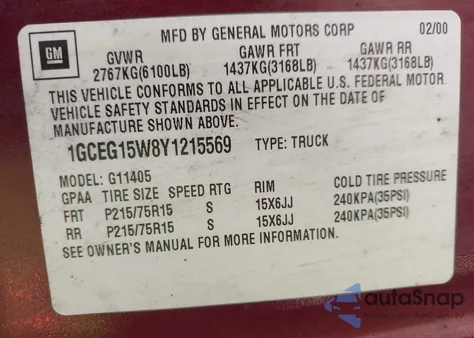 MFD BY GENERAL MOTORS CORP 02/00
GM
GVWR GAWR FRT GAWR RR
2767KG(6100LB) 1437KG(3168LB) 1437KG(3168LB)
THIS VEHICLE CONFORMS TO ALL APPLICABLE U.S. FEDERAL MOTOR
VEHICLE SAFETY STANDARDS IN EFFECT ON THE DATE OF
MANUFACTURE SHOWN ABOVE.
1GCEG15W8Y1215569 TYPE: TRUCK
MODEL: G11405
GPAA TIRE SIZE SPEED RTG RIM COLD TIRE PRESSURE
FRT P215/75R15 S 15X6JJ 240KPA(35PSI)
RR P215/75R15 S 15X6JJ 240KPA(35PSI)
SEE OWNER'S MANUAL FOR MORE INFORMATION.
autoSnap